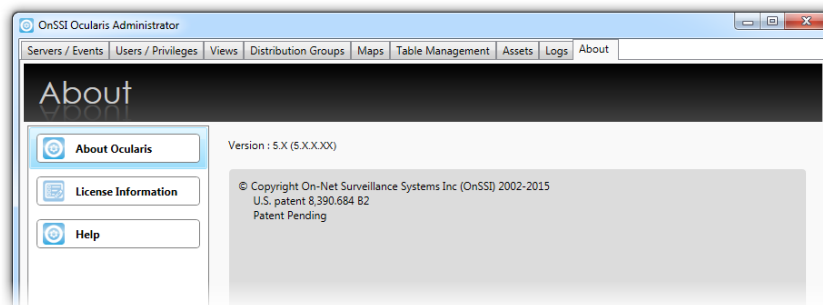 OnSSI Ocularis Administrator
Servers / Events Users / Privileges Views Distribution Groups Maps Table Management Assets Logs About
About
About Ocularis
License Information
Help
Version : 5.X (5.X.X.XX)
© Copyright On-Net Surveillance Systems Inc (OnSSI) 2002-2015
U.S. patent 8,390.684 B2
Patent Pending